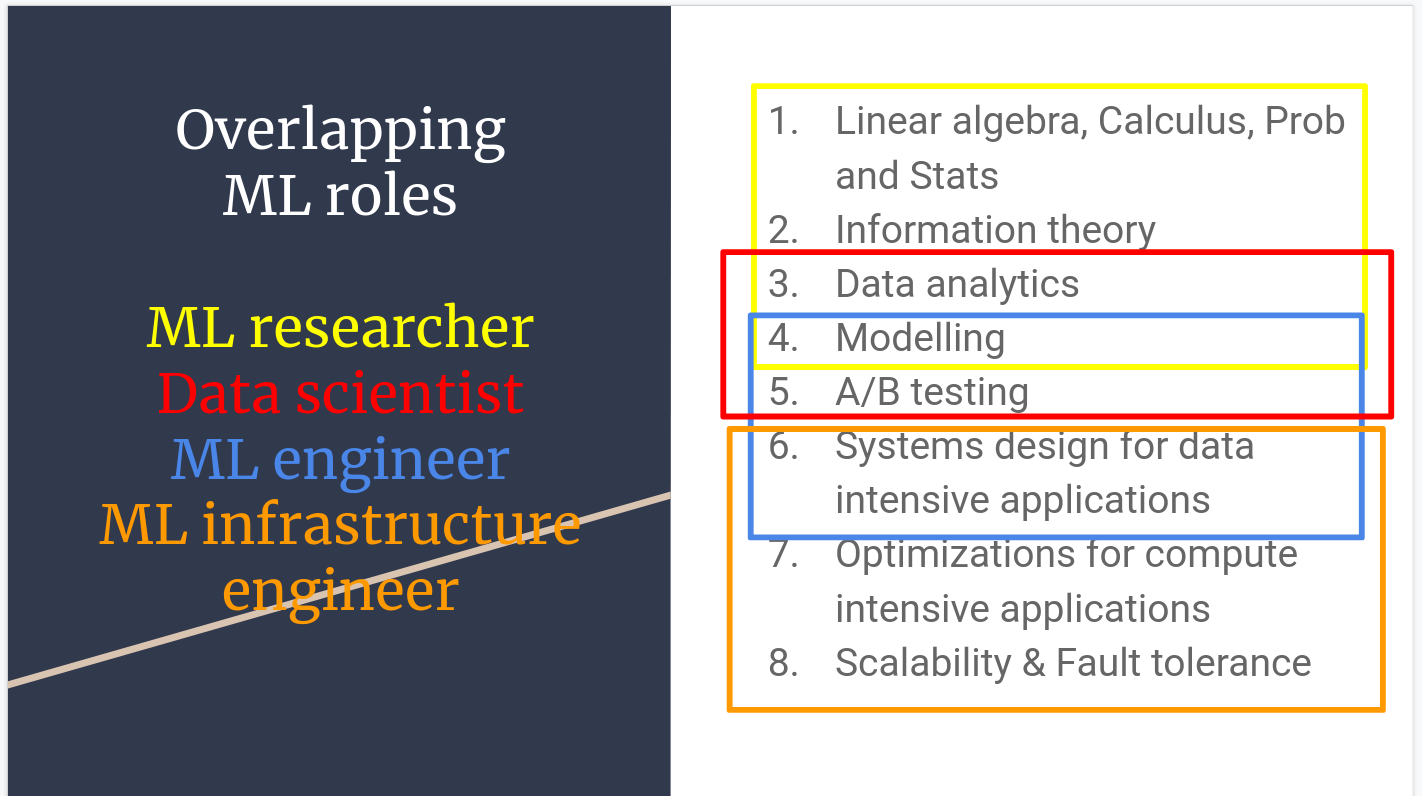 Overlapping
ML roles
ML researcher
Data scientist
ML engineer
ML infrastructure
engineer
1. Linear algebra, Calculus, Prob
and Stats
2. Information theory
3. Data analytics
4. Modelling
5. A/B testing
6. Systems design for data
intensive applications
7. Optimizations for compute
intensive applications
8. Scalability & Fault tolerance